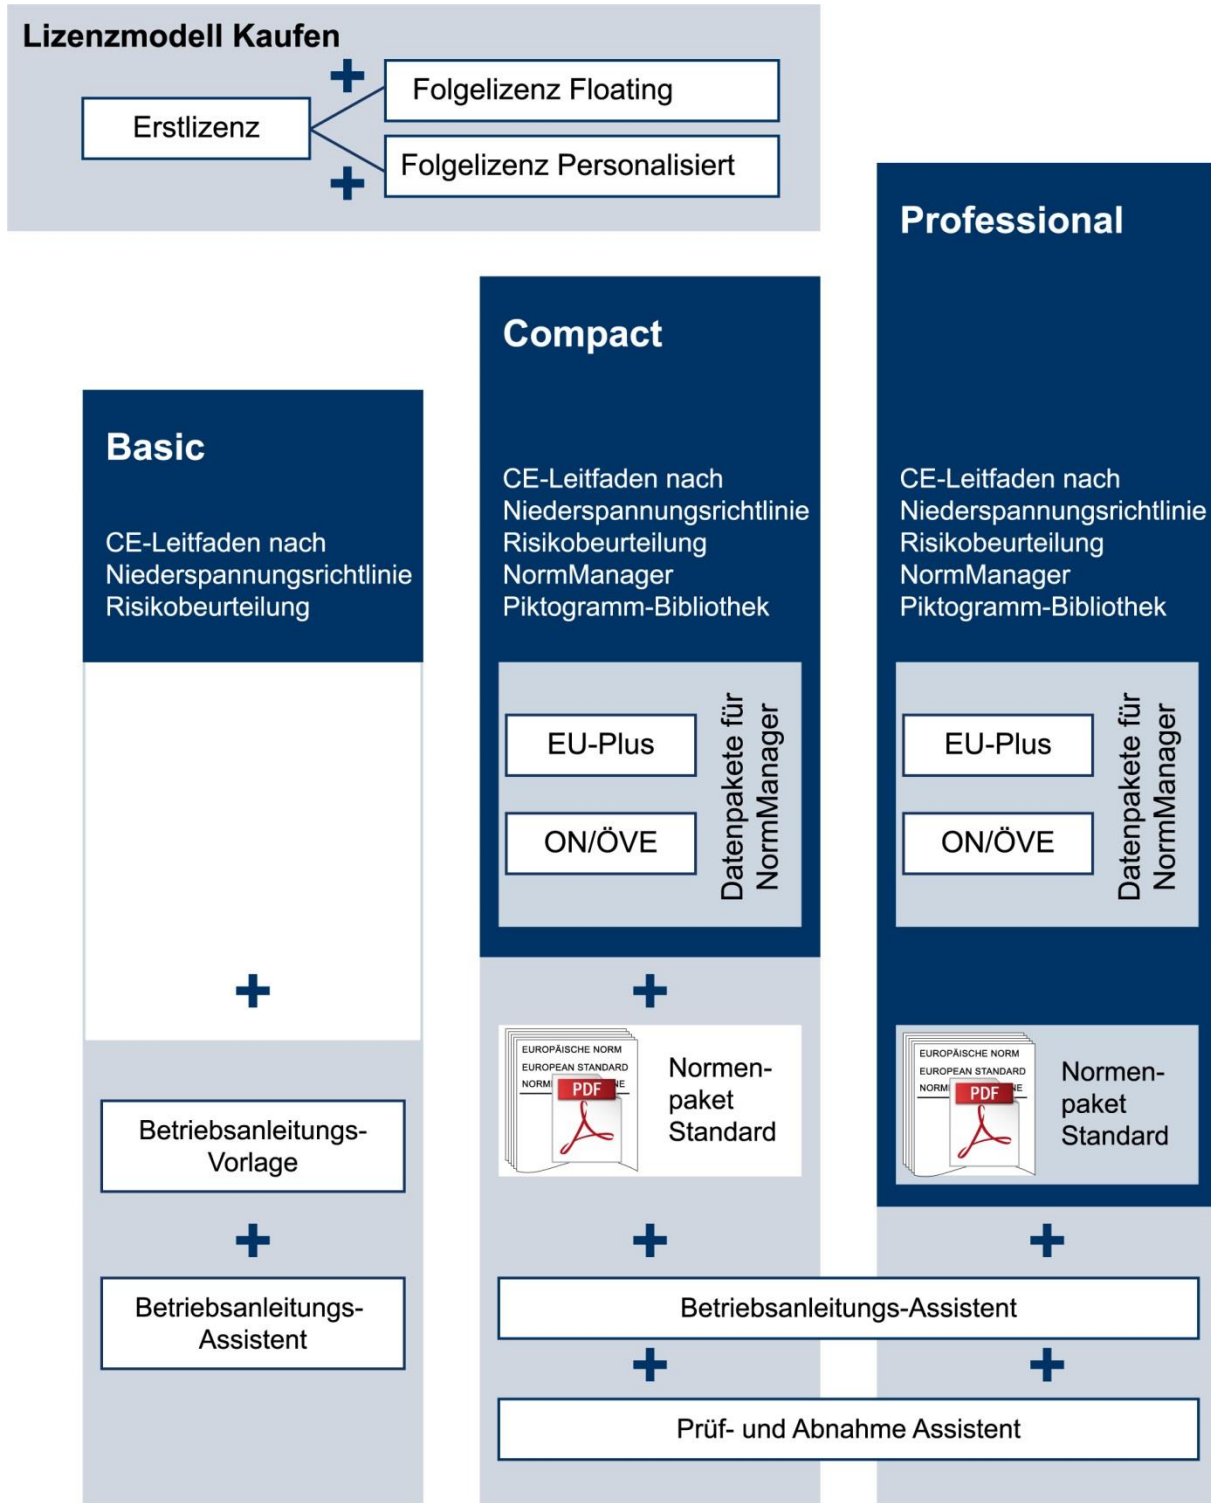 Lizenzmodell Kaufen
Erstlizenz
Folgelizenz Floating
Folgelizenz Personalisiert
Basic
CE-Leitfaden nach
Niederspannungsrichtlinie
Risikobeurteilung
Betriebsanleitungs-
Vorlage
Betriebsanleitungs-
Assistent
Compact
CE-Leitfaden nach
Niederspannungsrichtlinie
Risikobeurteilung
NormManager
Piktogramm-Bibliothek
EU-Plus
ON/ÖVE
Datenpakete für
NormManager
EUROPÄISCHE NORM
EUROPEAN STANDARD
PDF
Normen-
paket
Standard
Professional
CE-Leitfaden nach
Niederspannungsrichtlinie
Risikobeurteilung
NormManager
Piktogramm-Bibliothek
EU-Plus
ON/ÖVE
Datenpakete für
NormManager
EUROPÄISCHE NORM
EUROPEAN STANDARD
PDF
Normen-
paket
Standard
Betriebsanleitungs-Assistent
Prüf- und Abnahme Assistent